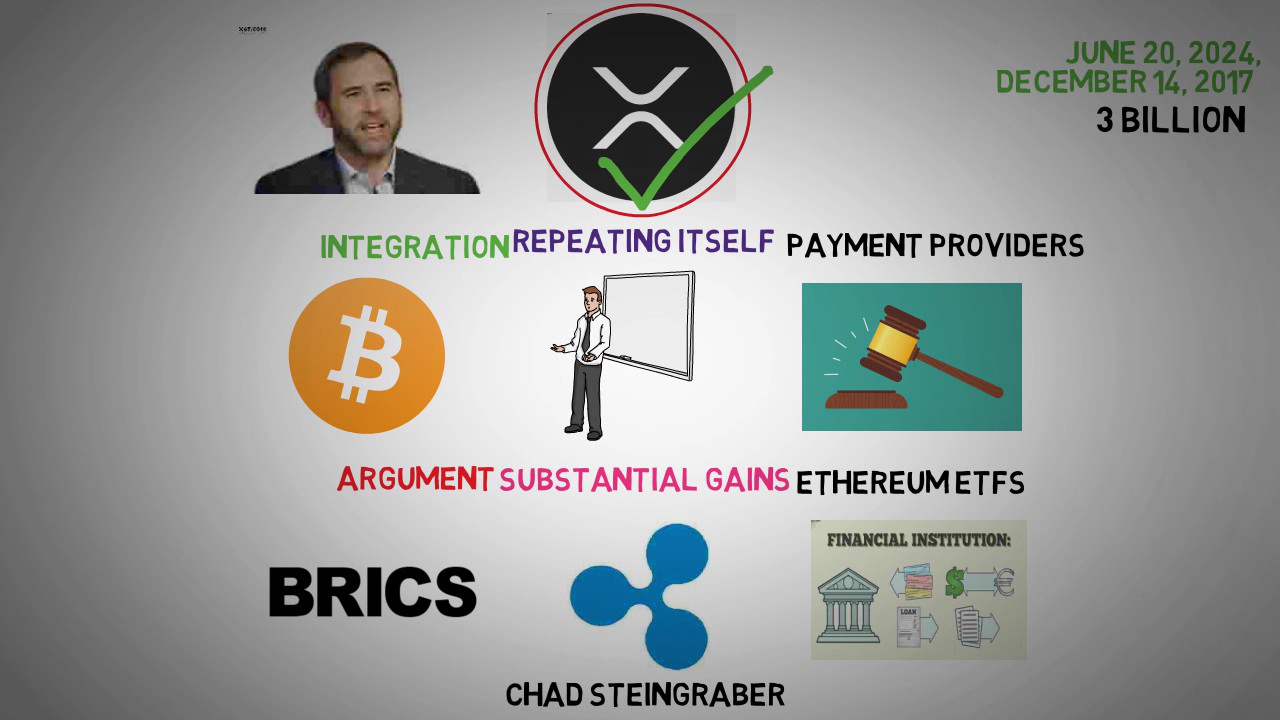 JUNE 20, 2024,
DECEMBER 14, 2017
3 BILLION
INTEGRATION
REPEATING ITSELF
PAYMENT PROVIDERS
ARGUMENT
SUBSTANTIAL GAINS
ETHEREUM ETFS
BRICS
FINANCIAL INSTITUTION:
LOAN
CHAD STEINGRABER